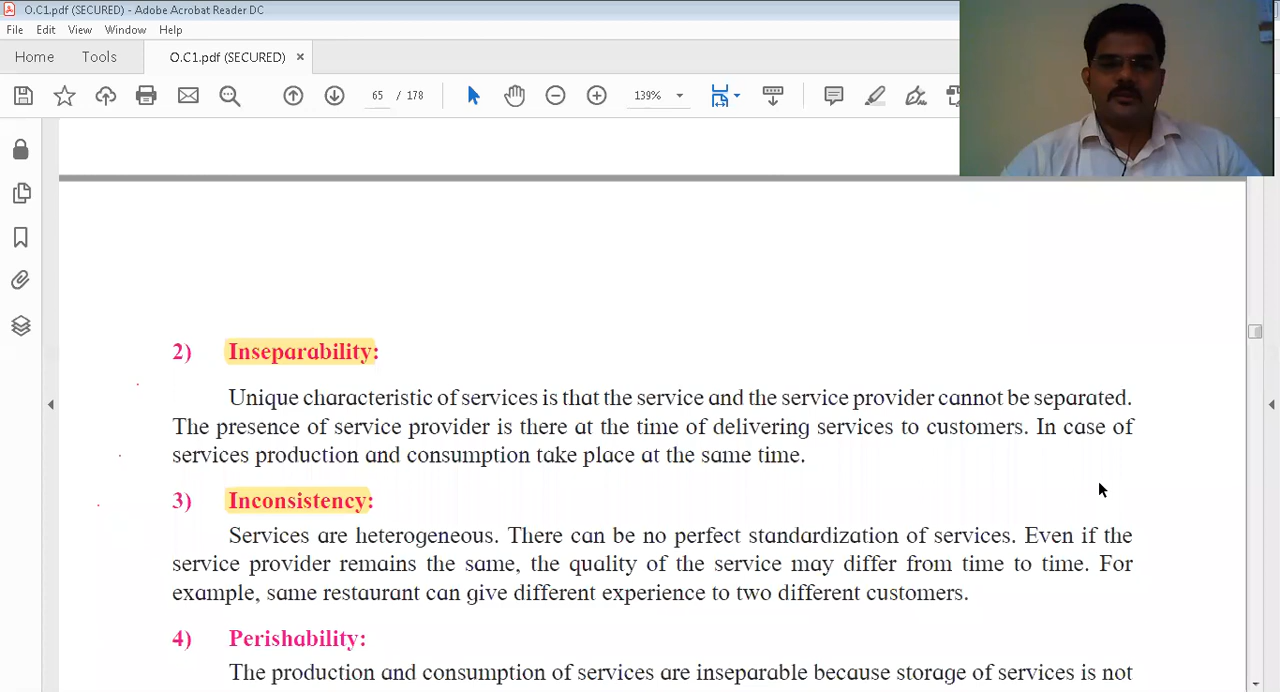 O.C1.pdf (SECURED) - Adobe Acrobat Reader DC
File Edit View Window Help
Home Tools O.C1.pdf (SECURED) ×
65 / 178 139%
2) Inseparability:
Unique characteristic of services is that the service and the service provider cannot be separated.
The presence of service provider is there at the time of delivering services to customers. In case of
services production and consumption take place at the same time.
3) Inconsistency:
Services are heterogeneous. There can be no perfect standardization of services. Even if the
service provider remains the same, the quality of the service may differ from time to time. For
example, same restaurant can give different experience to two different customers.
4) Perishability:
The production and consumption of services are inseparable because storage of services is not